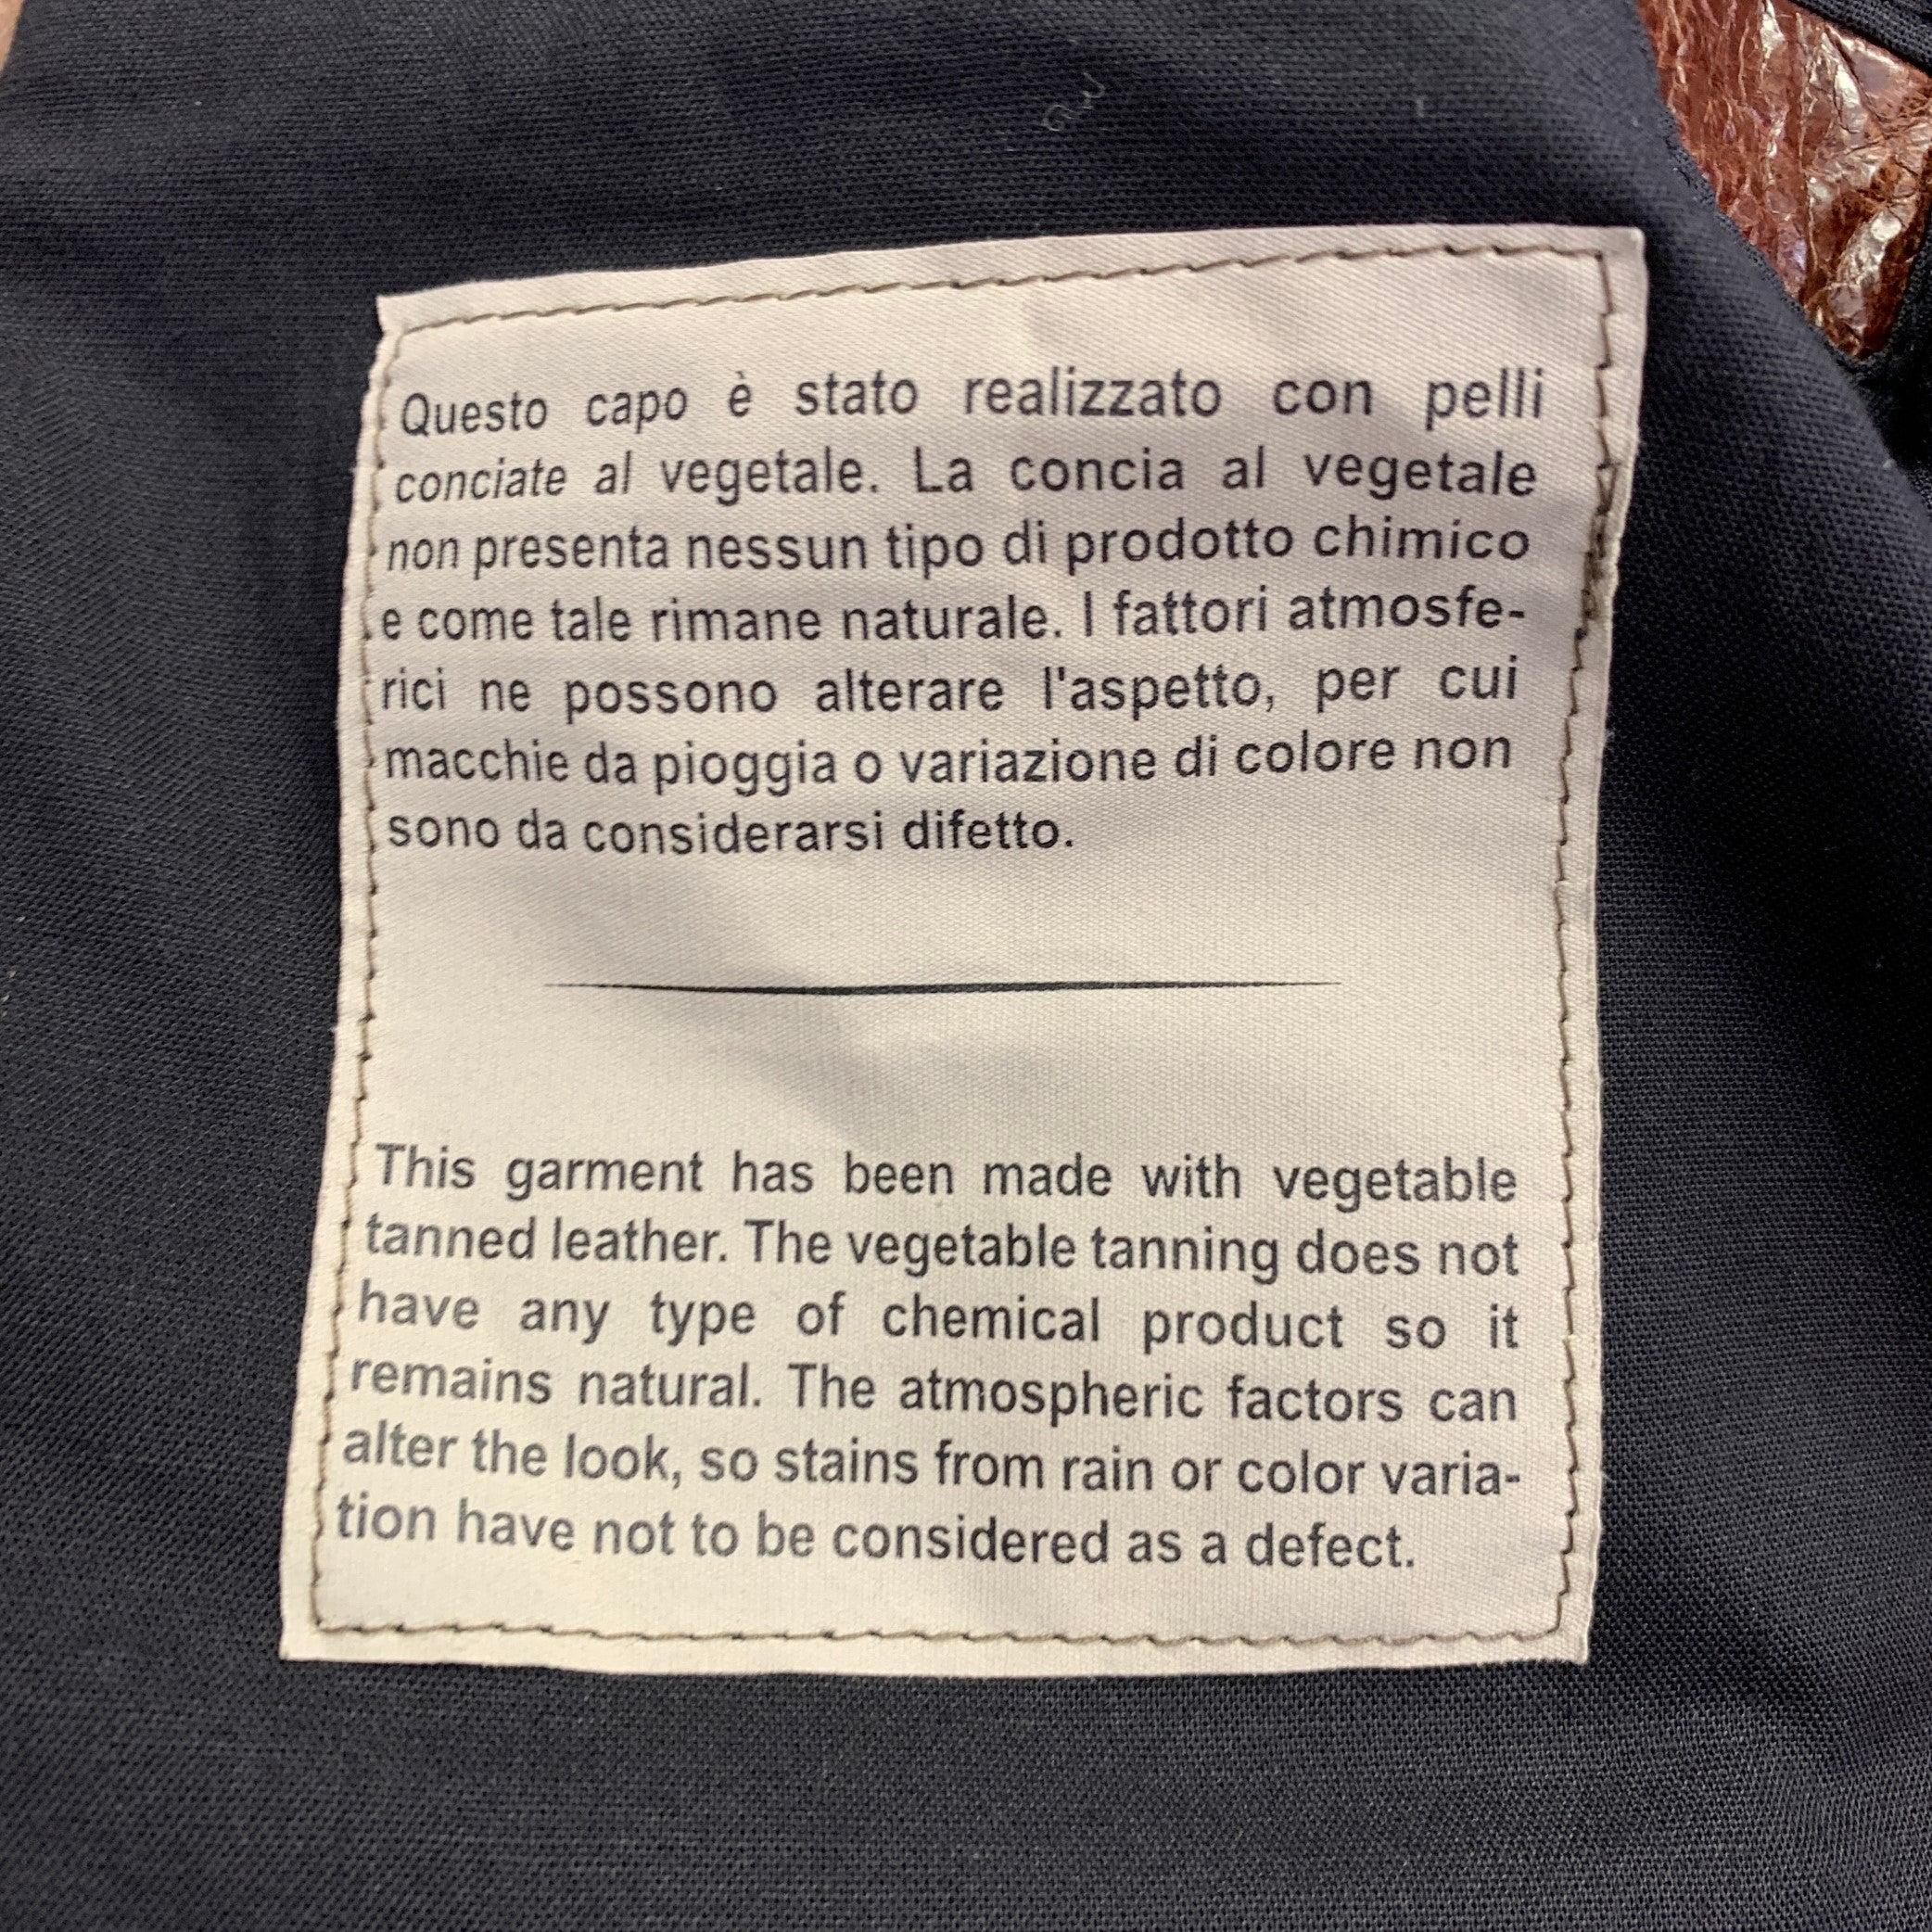 Questo capo è stato realizzato con pelli
conciate al vegetale. La concia al vegetale
non presenta nessun tipo di prodotto chimico
e come tale rimane naturale. I fattori atmosfe-
rici ne possono alterare l'aspetto, per cui
macchie da pioggia o variazione di colore non
sono da considerarsi difetto.
This garment has been made with vegetable
tanned leather. The vegetable tanning does not
have any type of chemical product so it
remains natural. The atmospheric factors can
alter the look, so stains from rain or color varia-
tion have not to be considered as a defect.